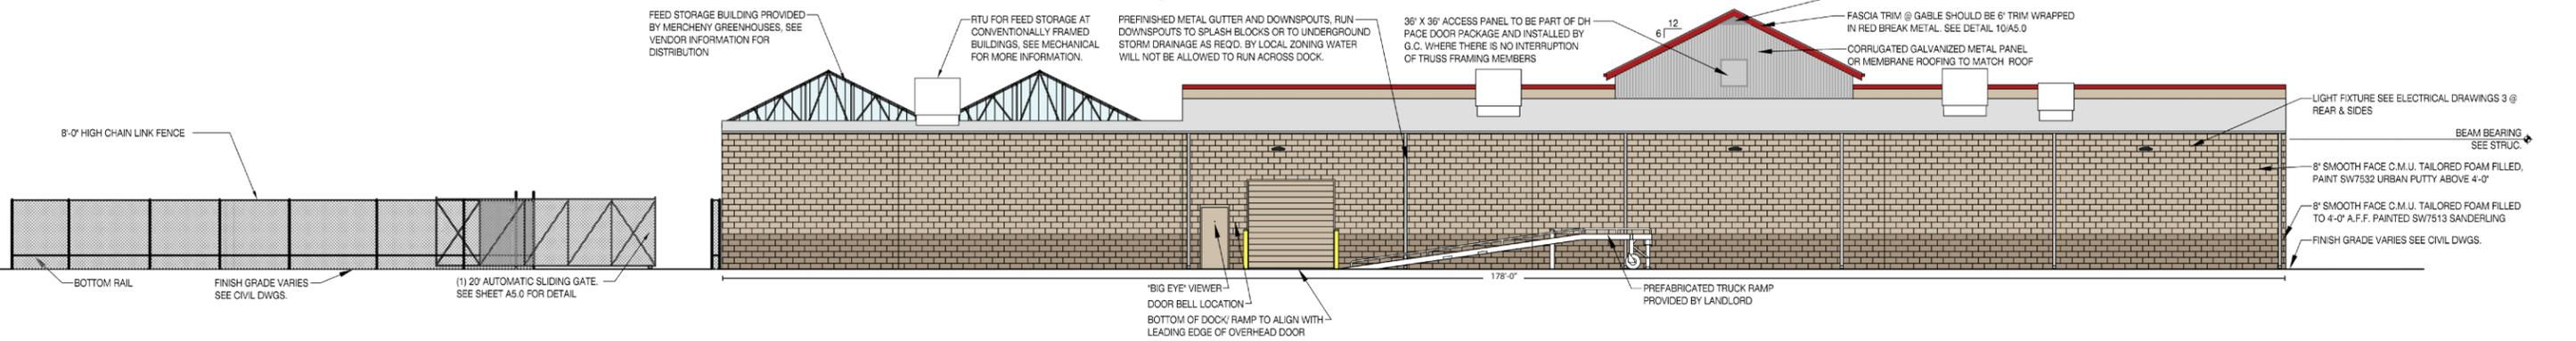 FEED STORAGE BUILDING PROVIDED
BY MERCHENY GREENHOUSES, SEE
VENDOR INFORMATION FOR
DISTRIBUTION
RTU FOR FEED STORAGE AT
CONVENTIONALLY FRAMED
BUILDINGS, SEE MECHANICAL
FOR MORE INFORMATION.
PREFINISHED METAL GUTTER AND DOWNSPOUTS, RUN
DOWNSPOUTS TO SPLASH BLOCKS OR TO UNDERGROUND
STORM DRAINAGE AS REQ'D. BY LOCAL ZONING WATER
WILL NOT BE ALLOWED TO RUN ACROSS DOCK.
36" X 36" ACCESS PANEL TO BE PART OF DH
PACE DOOR PACKAGE AND INSTALLED BY
G.C. WHERE THERE IS NO INTERRUPTION
OF TRUSS FRAMING MEMBERS
12
6
FASCIA TRIM @ GABLE SHOULD BE 6" TRIM WRAPPED
IN RED BREAK METAL. SEE DETAIL 10/A5.0
CORRUGATED GALVANIZED METAL PANEL
OR MEMBRANE ROOFING TO MATCH ROOF
LIGHT FIXTURE SEE ELECTRICAL DRAWINGS 3 @
REAR & SIDES
8'-0" HIGH CHAIN LINK FENCE
BEAM BEARING
SEE STRUC.
8" SMOOTH FACE C.M.U. TAILORED FOAM FILLED,
PAINT SW7532 URBAN PUTTY ABOVE 4'-0"
8" SMOOTH FACE C.M.U. TAILORED FOAM FILLED
TO 4'-0" A.F.F. PAINTED SW7513 SANDERLING
FINISH GRADE VARIES SEE CIVIL DWGS.
BOTTOM RAIL
FINISH GRADE VARIES
SEE CIVIL DWGS.
(1) 20' AUTOMATIC SLIDING GATE.
SEE SHEET A5.0 FOR DETAIL
178'-0"
"BIG EYE" VIEWER
DOOR BELL LOCATION
BOTTOM OF DOCK/ RAMP TO ALIGN WITH
LEADING EDGE OF OVERHEAD DOOR
PREFABRICATED TRUCK RAMP
PROVIDED BY LANDLORD